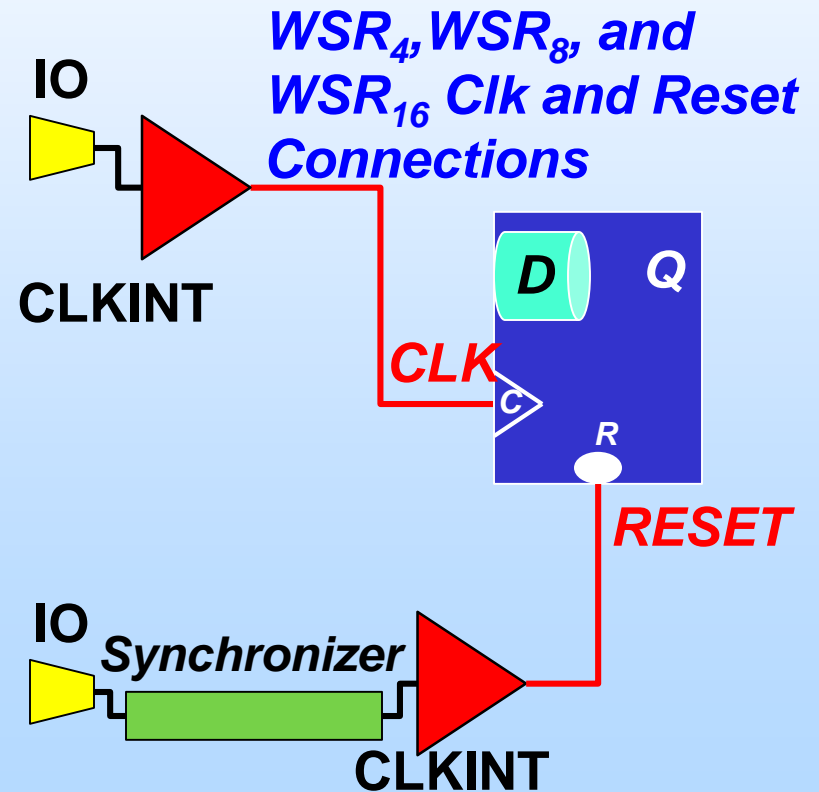 WSR₄,WSR₈, and
WSR₁₆ Clk and Reset
Connections
IO
CLKINT
D
Q
CLK
C
R
RESET
IO
Synchronizer
CLKINT